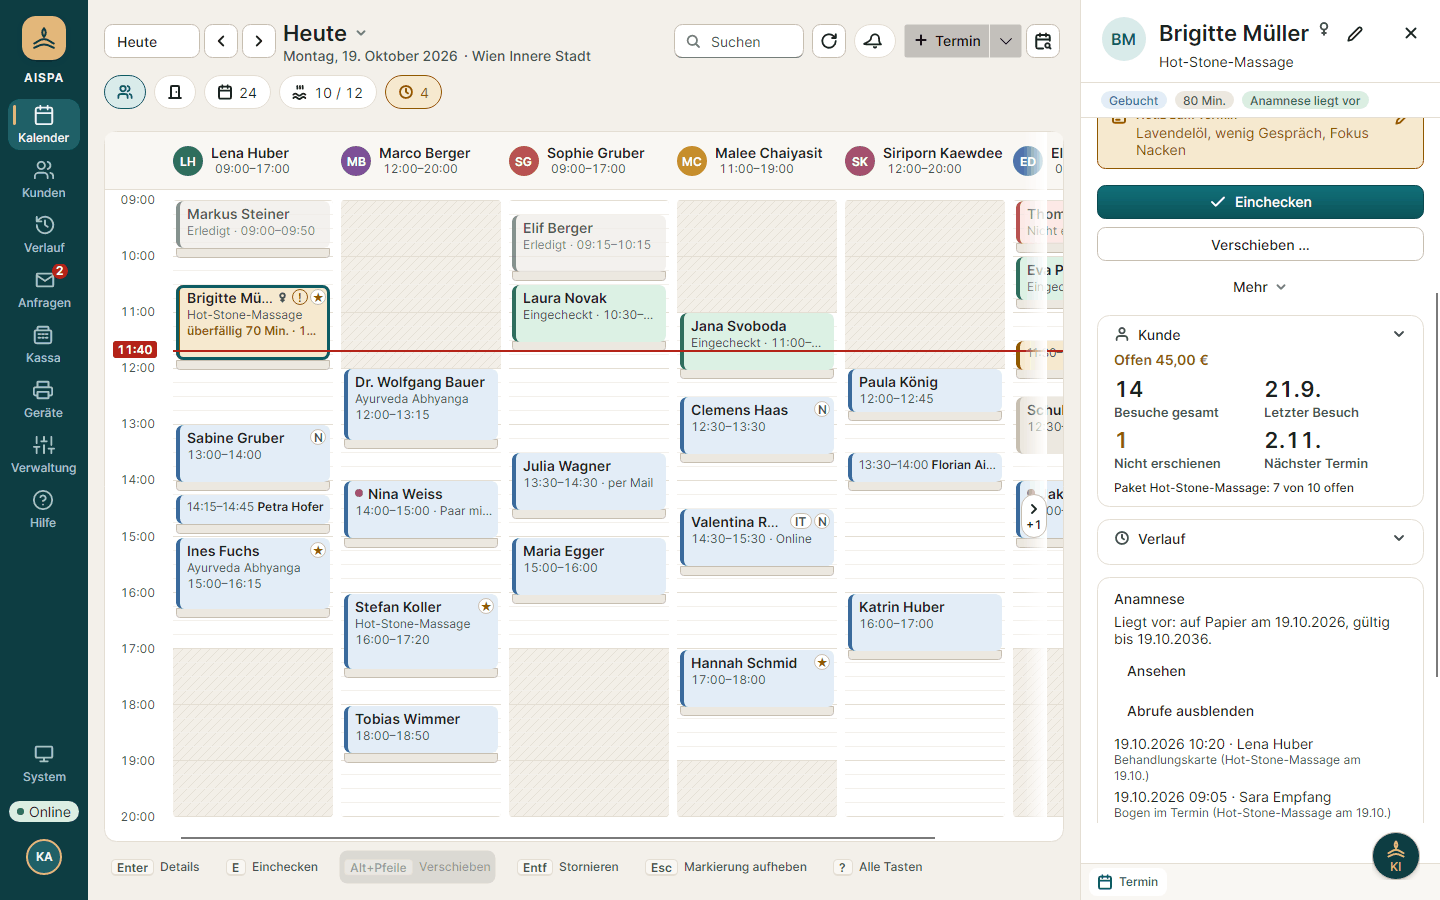 AISPA
Kalender
Kunden
Verlauf
2
Anfragen
Kassa
Geräte
Verwaltung
Hilfe
System
Online
KA
Heute
Heute
Montag, 19. Oktober 2026 · Wien Innere Stadt
Suchen
Termin
24
10 / 12
4
LH
Lena Huber
09:00–17:00
MB
Marco Berger
12:00–20:00
SG
Sophie Gruber
09:00–17:00
MC
Malee Chaiyasit
11:00–19:00
SK
Siriporn Kaewdee
12:00–20:00
ED
09:00
10:00
11:00
11:40
12:00
13:00
14:00
15:00
16:00
17:00
18:00
19:00
20:00
Markus Steiner
Erledigt · 09:00–09:50
Brigitte Mü...
Hot-Stone-Massage
überfällig 70 Min. · 1...
Sabine Gruber
N
13:00–14:00
14:15–14:45 Petra Hofer
Ines Fuchs
Ayurveda Abhyanga
15:00–16:15
Dr. Wolfgang Bauer
Ayurveda Abhyanga
12:00–13:15
Nina Weiss
14:00–15:00 · Paar mi...
Stefan Koller
Hot-Stone-Massage
16:00–17:20
Tobias Wimmer
18:00–18:50
Elif Berger
Erledigt · 09:15–10:15
Laura Novak
Eingecheckt · 10:30–...
Julia Wagner
13:30–14:30 · per Mail
Maria Egger
15:00–16:00
Jana Svoboda
Eingecheckt · 11:00–...
Clemens Haas
N
12:30–13:30
Valentina R...
IT
N
14:30–15:30 · Online
Hannah Schmid
17:00–18:00
Paula König
12:00–12:45
13:30–14:00 Florian Ai...
Katrin Huber
16:00–17:00
Thom
Nicht e
Eva P
Eingec
11:30–
Schul
12:30–
+1
Enter Details
E Einchecken
Alt+Pfeile Verschieben
Entf Stornieren
Esc Markierung aufheben
? Alle Tasten
BM
Brigitte Müller
Hot-Stone-Massage
Gebucht
80 Min.
Anamnese liegt vor
Notiz zum Termin
Lavendelöl, wenig Gespräch, Fokus
Nacken
Einchecken
Verschieben ...
Mehr
Kunde
Offen 45,00 €
14
Besuche gesamt
21.9.
Letzter Besuch
1
Nicht erschienen
2.11.
Nächster Termin
Paket Hot-Stone-Massage: 7 von 10 offen
Verlauf
Anamnese
Liegt vor: auf Papier am 19.10.2026, gültig
bis 19.10.2036.
Ansehen
Abrufe ausblenden
19.10.2026 10:20 · Lena Huber
Behandlungskarte (Hot-Stone-Massage am
19.10.)
19.10.2026 09:05 · Sara Empfang
Bogen im Termin (Hot-Stone-Massage am 19.10.)
KI
Termin